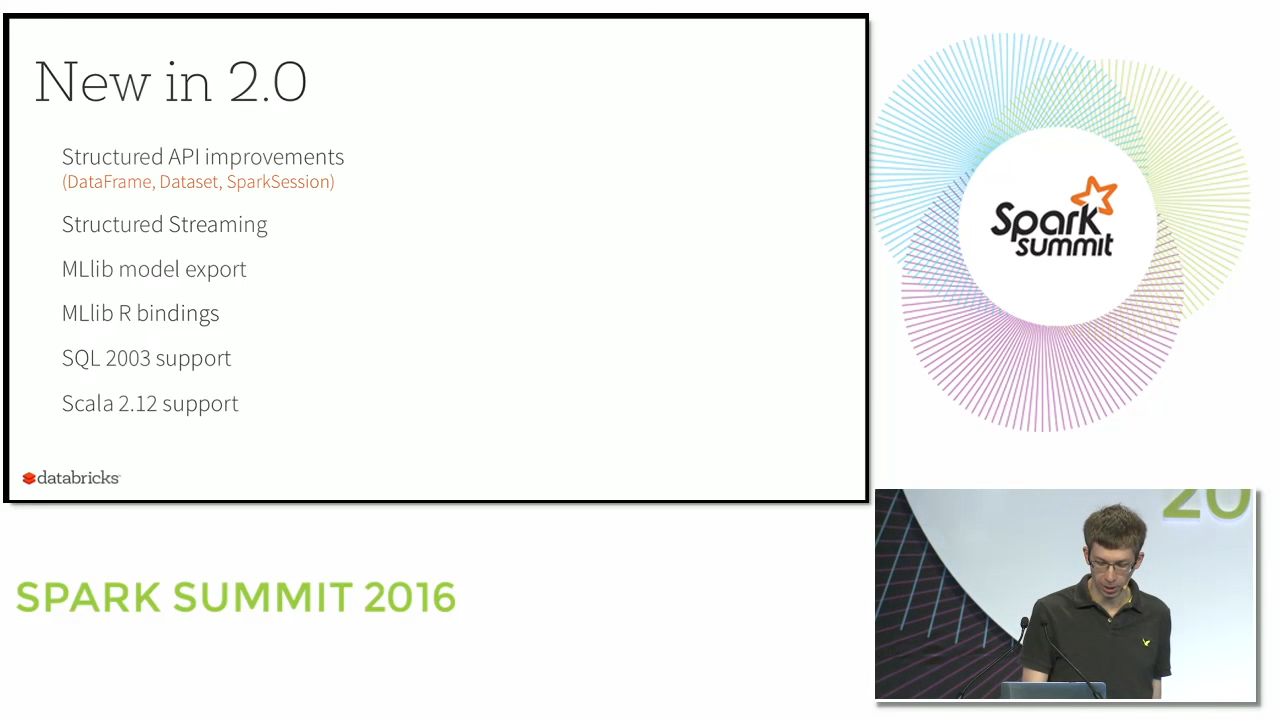 New in 2.0
Structured API improvements
(DataFrame, Dataset, SparkSession)
Structured Streaming
MLlib model export
MLlib R bindings
SQL 2003 support
Scala 2.12 support
databricks
Spark
summit
20
SPARK SUMMIT 2016